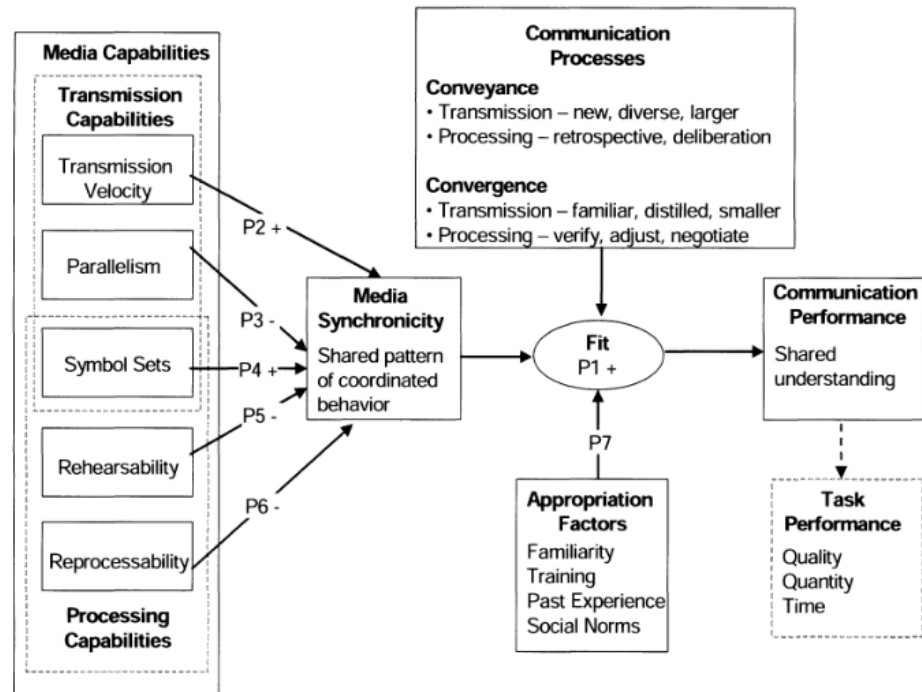 Media Capabilities
Transmission
Capabilities
Transmission
Velocity
Parallelism
Symbol Sets
Rehearsability
Reprocessability
Processing
Capabilities
P2 +
P3 -
P4 +
P5 -
P6 -
Media
Synchronicity
Shared pattern
of coordinated
behavior
Communication
Processes
Conveyance
• Transmission – new, diverse, larger
• Processing – retrospective, deliberation
Convergence
• Transmission – familiar, distilled, smaller
• Processing – verify, adjust, negotiate
Fit
P1 +
P7
Appropriation
Factors
Familiarity
Training
Past Experience
Social Norms
Communication
Performance
Shared
understanding
Task
Performance
Quality
Quantity
Time